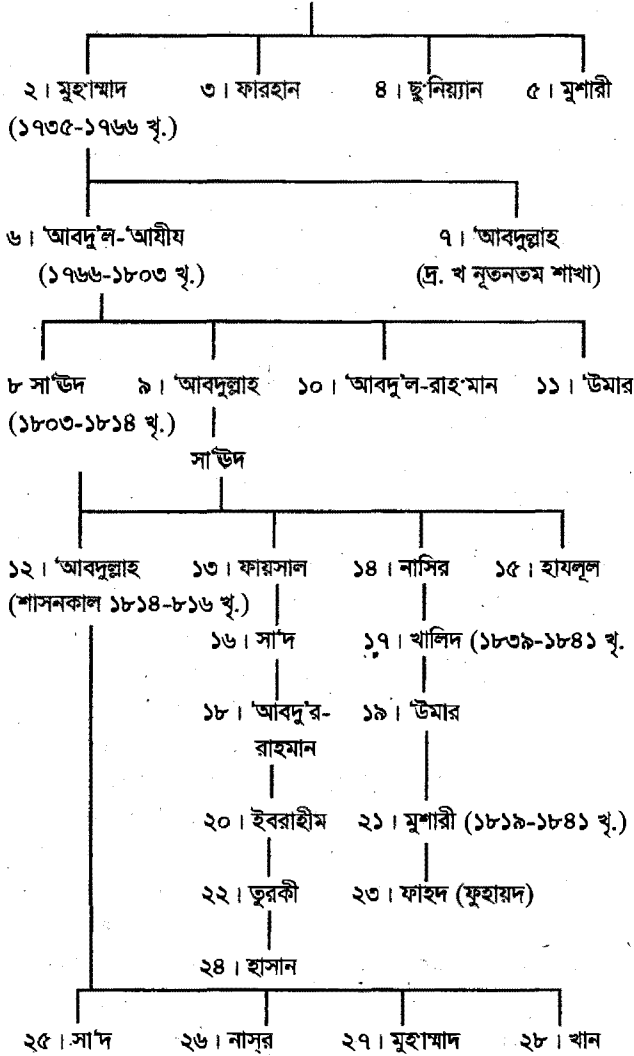 ২। মুহ'াম্মাদ ৩। ফারহান ৪। ছু'নিয়্যান ৫। মুশারী
(১৭৩৫-১৭৬৬ খৃ.)
৬। 'আবদু'ল-'আযীয ৭। 'আবদুল্লাহ
(১৭৬৬-১৮০৩ খৃ.) (দ্র. খ নূতনতম শাখা)
৮ সা'ঊদ ৯। 'আবদুল্লাহ ১০। 'আবদু'ল-রাহ'মান ১১। 'উমার
(১৮০৩-১৮১৪ খৃ.)
সা'ঊদ
১২। 'আবদুল্লাহ ১৩। ফায়সাল ১৪। নাসির ১৫। হাযলূল
(শাসনকাল ১৮১৪-৮১৬ খৃ.)
১৬। সা'দ ১৭। খালিদ (১৮৩৯-১৮৪১ খৃ.
১৮। 'আবদু'র- ১৯। 'উমার
রাহমান
২০। ইবরাহীম ২১। মুশারী (১৮১৯-১৮৪১ খৃ.)
২২। তুরকী ২৩। ফাহদ (ফুহায়দ)
২৪। হাসান
২৫। সা'দ ২৬। নাস্‌র ২৭। মুহ'াম্মাদ ২৮। খান